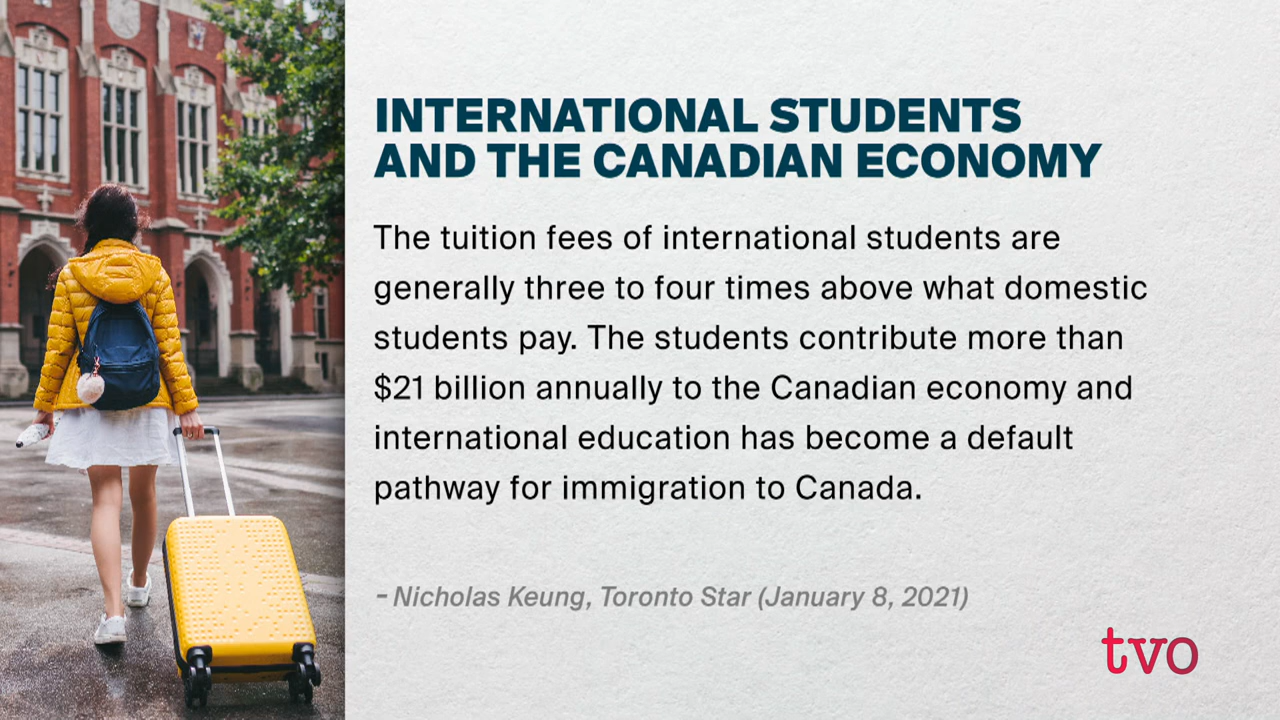 INTERNATIONAL STUDENTS
AND THE CANADIAN ECONOMY
The tuition fees of international students are
generally three to four times above what domestic
students pay. The students contribute more than
$21 billion annually to the Canadian economy and
international education has become a default
pathway for immigration to Canada.
– Nicholas Keung, Toronto Star (January 8, 2021)
tvo